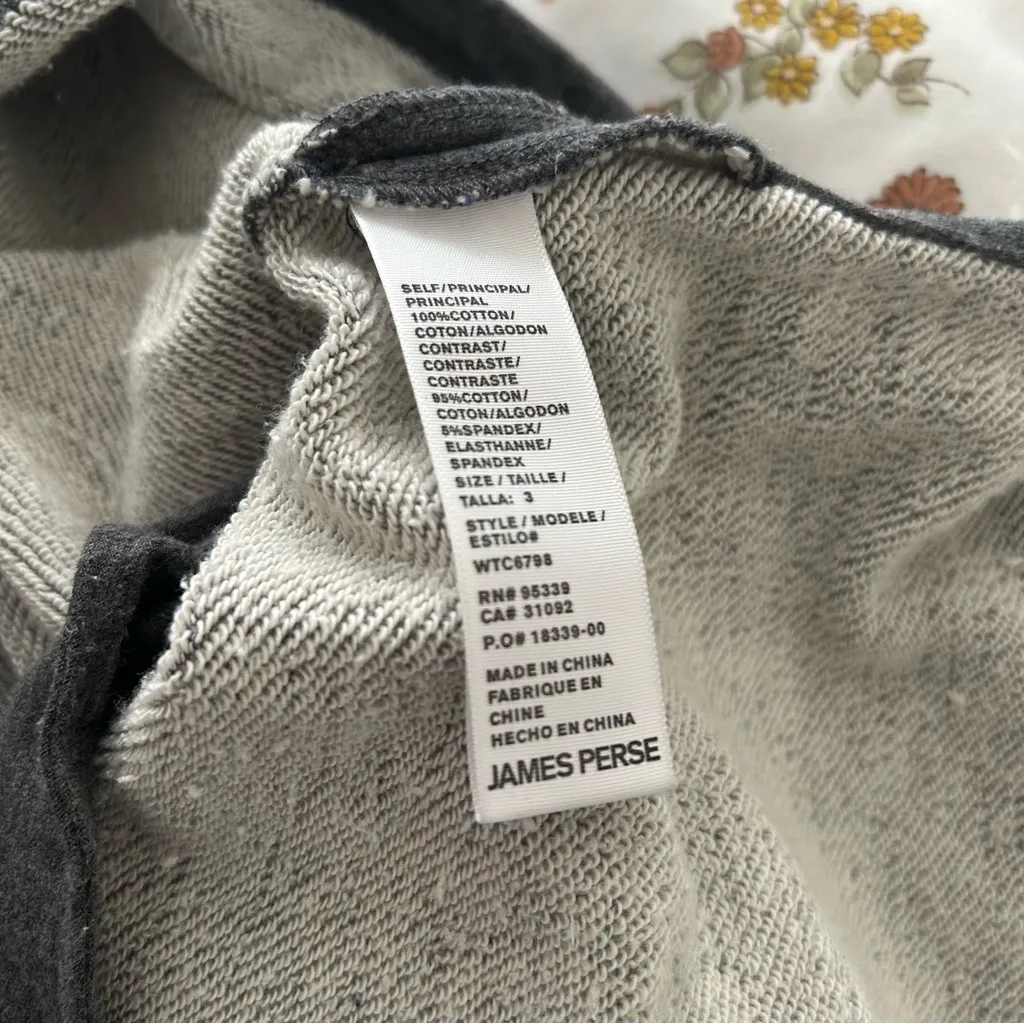 SELF/PRINCIPAL/
PRINCIPAL
100%COTTON/
COTON/ALGODON
CONTRAST/
CONTRASTE/
CONTRASTE
95%COTTON/
COTON/ALGODON
5%SPANDEX/
ELASTHANNE/
SPANDEX
SIZE / TAILLE /
TALLA: 3
STYLE / MODELE /
ESTILO#
WTC6798
RN# 95339
CA# 31092
P.O# 18339-00
MADE IN CHINA
FABRIQUE EN
CHINE
HECHO EN CHINA
JAMES PERSE